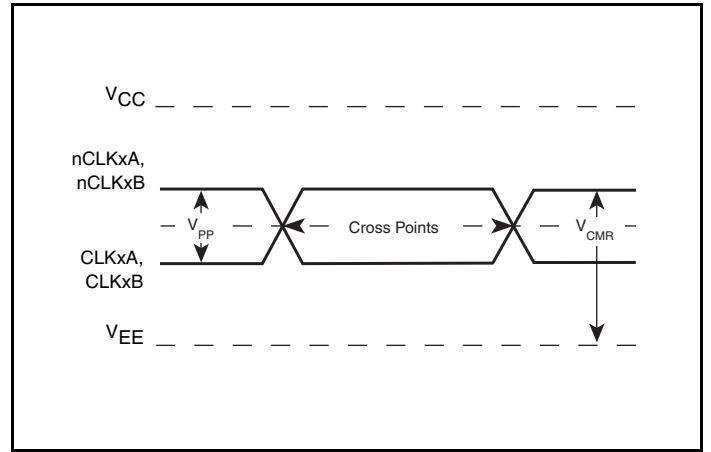 VCC
nCLKxA,
nCLKxB
VPP
Cross Points
VCMR
CLKxA,
CLKxB
VEE